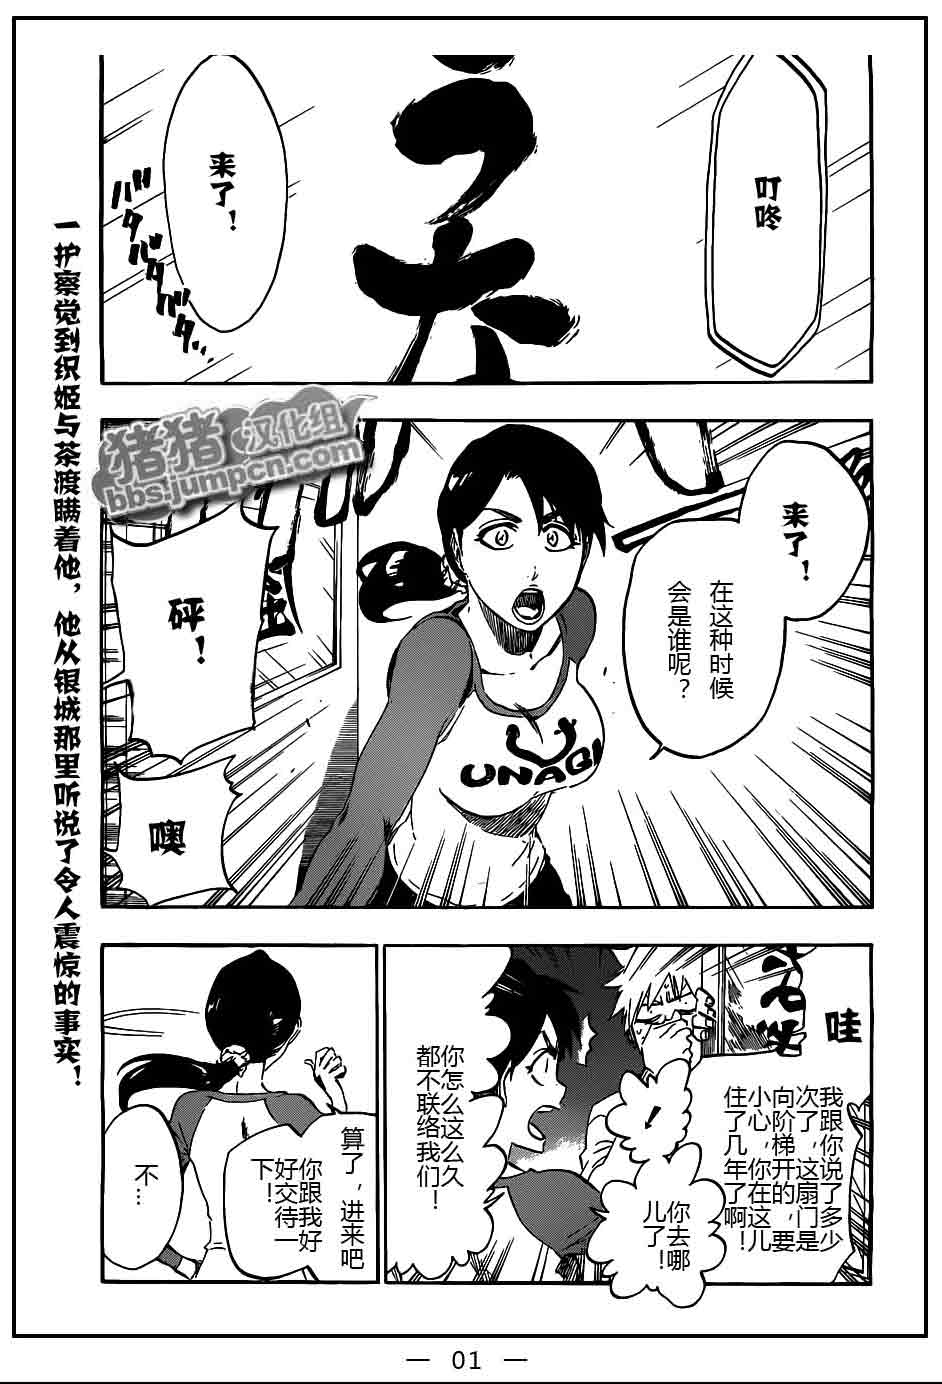 叮咚
来了！
バタバタバタバタ…
一护察觉到织姬与茶渡瞒着他，他从银城那里听说了令人震惊的事实！
猪猪汉化组
bbs.jumpcn.com
来了！
在这种时候
会是谁呢？
UNAGI
砰！
噢
哇
我跟你说了多少
次了，这扇门是
向阶梯开的，要
小心，你在这儿
住了几年了啊！
！
你去哪
儿了！
你怎么这么久
都不联络我们！
算了，进来吧
你跟我好
好交待一
下！
不…
— 01 —